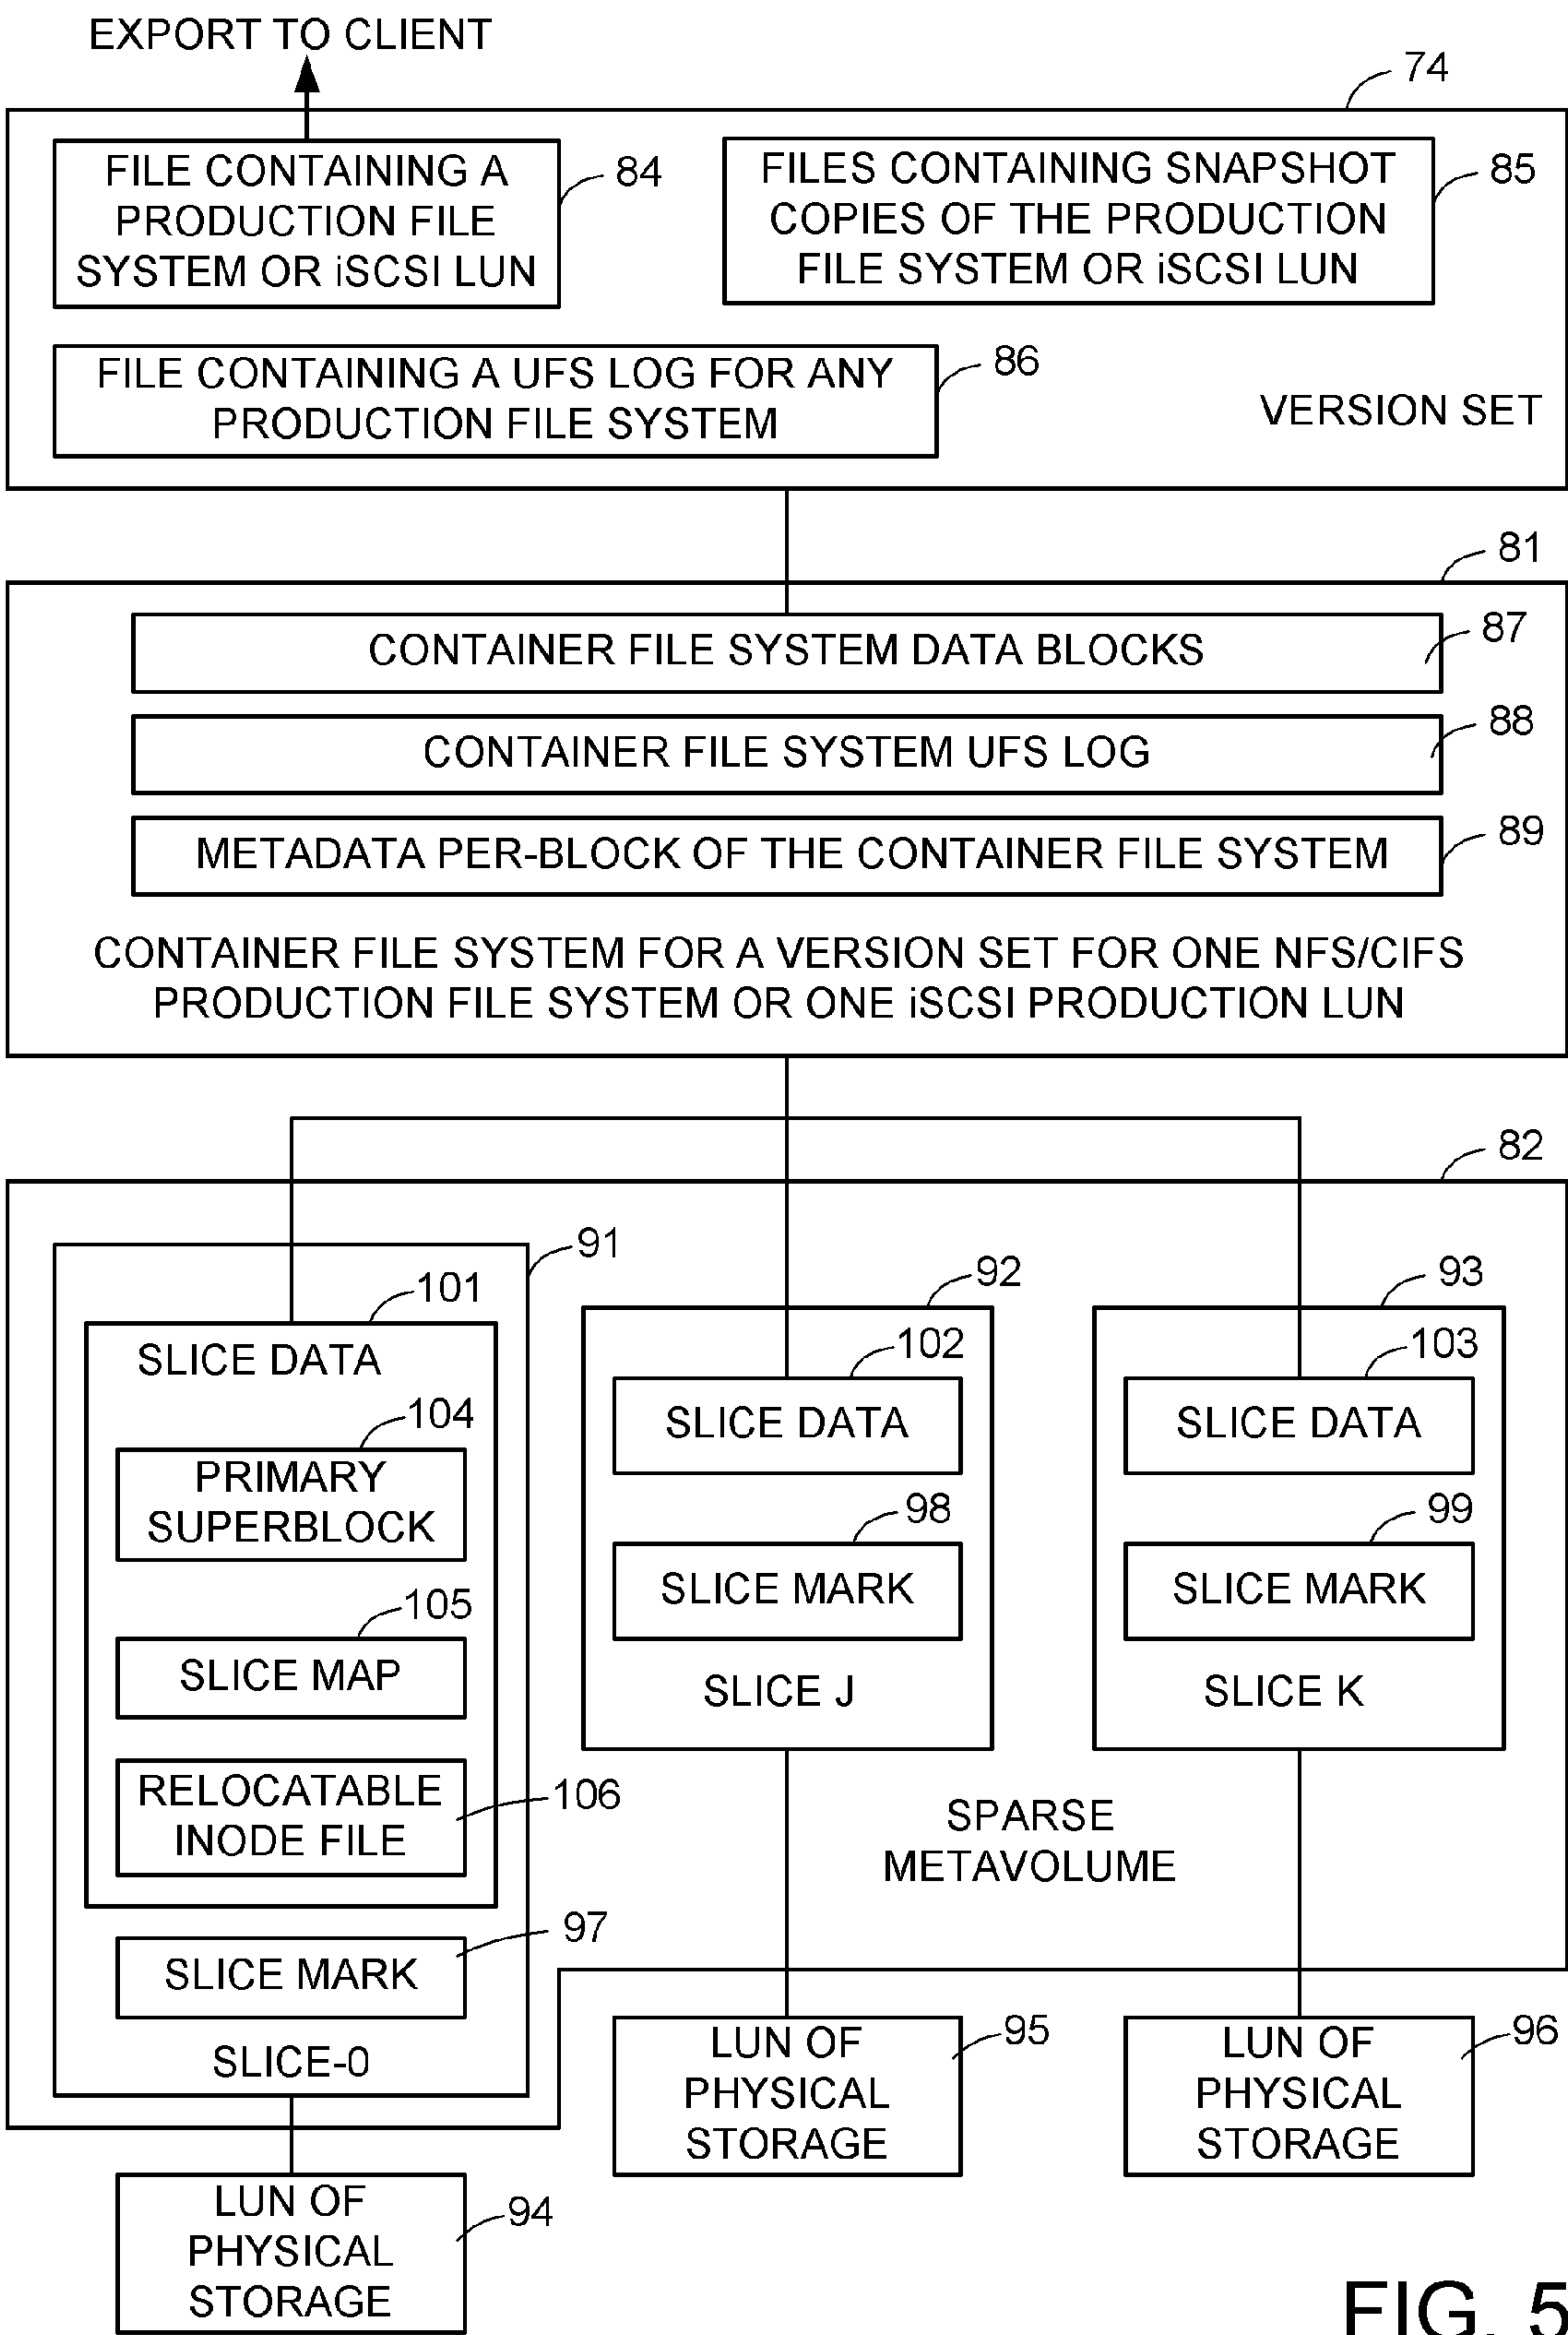 EXPORT TO CLIENT
74
FILE CONTAINING A
PRODUCTION FILE
SYSTEM OR iSCSI LUN
84
FILES CONTAINING SNAPSHOT
COPIES OF THE PRODUCTION
FILE SYSTEM OR iSCSI LUN
85
FILE CONTAINING A UFS LOG FOR ANY
PRODUCTION FILE SYSTEM
86
VERSION SET
81
CONTAINER FILE SYSTEM DATA BLOCKS
87
CONTAINER FILE SYSTEM UFS LOG
88
METADATA PER-BLOCK OF THE CONTAINER FILE SYSTEM
89
CONTAINER FILE SYSTEM FOR A VERSION SET FOR ONE NFS/CIFS
PRODUCTION FILE SYSTEM OR ONE iSCSI PRODUCTION LUN
82
91
101
SLICE DATA
104
PRIMARY
SUPERBLOCK
105
SLICE MAP
RELOCATABLE
INODE FILE
106
97
SLICE MARK
SLICE-0
92
102
SLICE DATA
98
SLICE MARK
SLICE J
93
103
SLICE DATA
99
SLICE MARK
SLICE K
SPARSE
METAVOLUME
LUN OF
PHYSICAL
STORAGE
95
LUN OF
PHYSICAL
STORAGE
96
LUN OF
PHYSICAL
STORAGE
94
FIG. 5